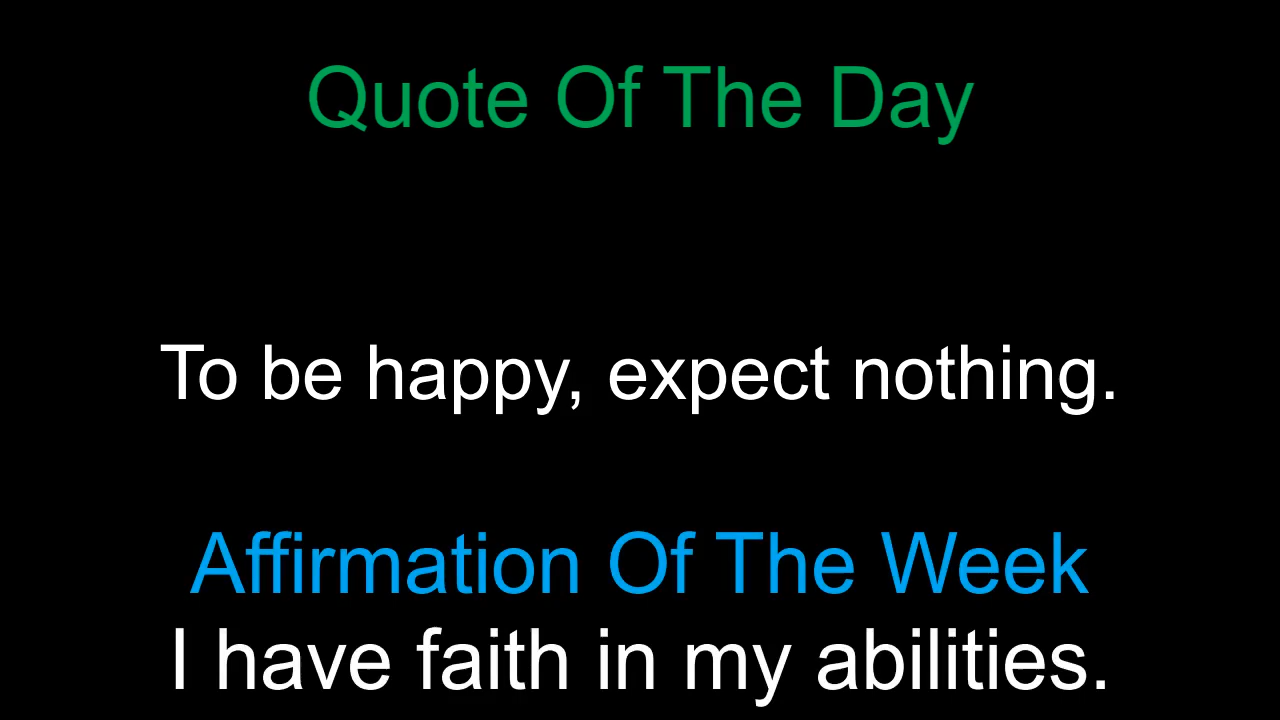 Quote Of The Day
To be happy, expect nothing.
Affirmation Of The Week
I have faith in my abilities.